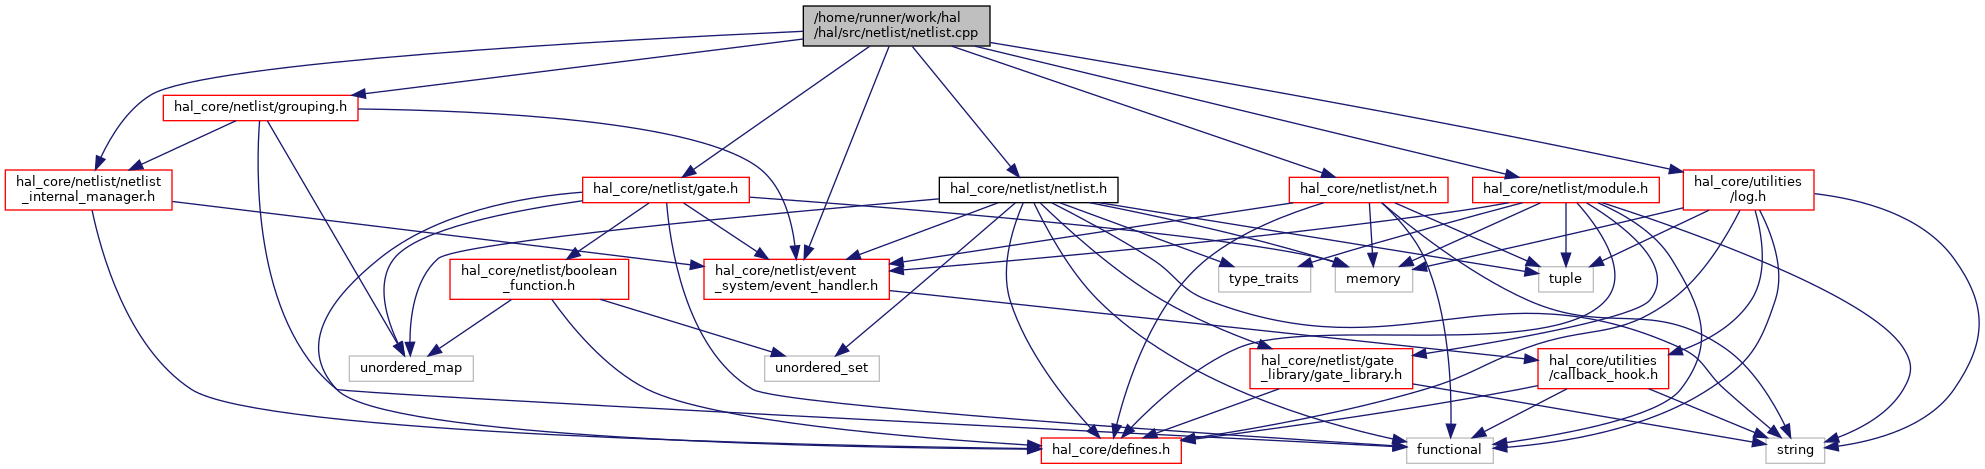 /home/runner/work/hal
/hal/src/netlist/netlist.cpp
hal_core/netlist/grouping.h
hal_core/netlist/netlist
_internal_manager.h
hal_core/netlist/gate.h
hal_core/netlist/netlist.h
hal_core/netlist/net.h
hal_core/netlist/module.h
hal_core/utilities
/log.h
hal_core/netlist/boolean
_function.h
hal_core/netlist/event
_system/event_handler.h
type_traits
memory
tuple
unordered_map
unordered_set
hal_core/netlist/gate
_library/gate_library.h
hal_core/utilities
/callback_hook.h
hal_core/defines.h
functional
string